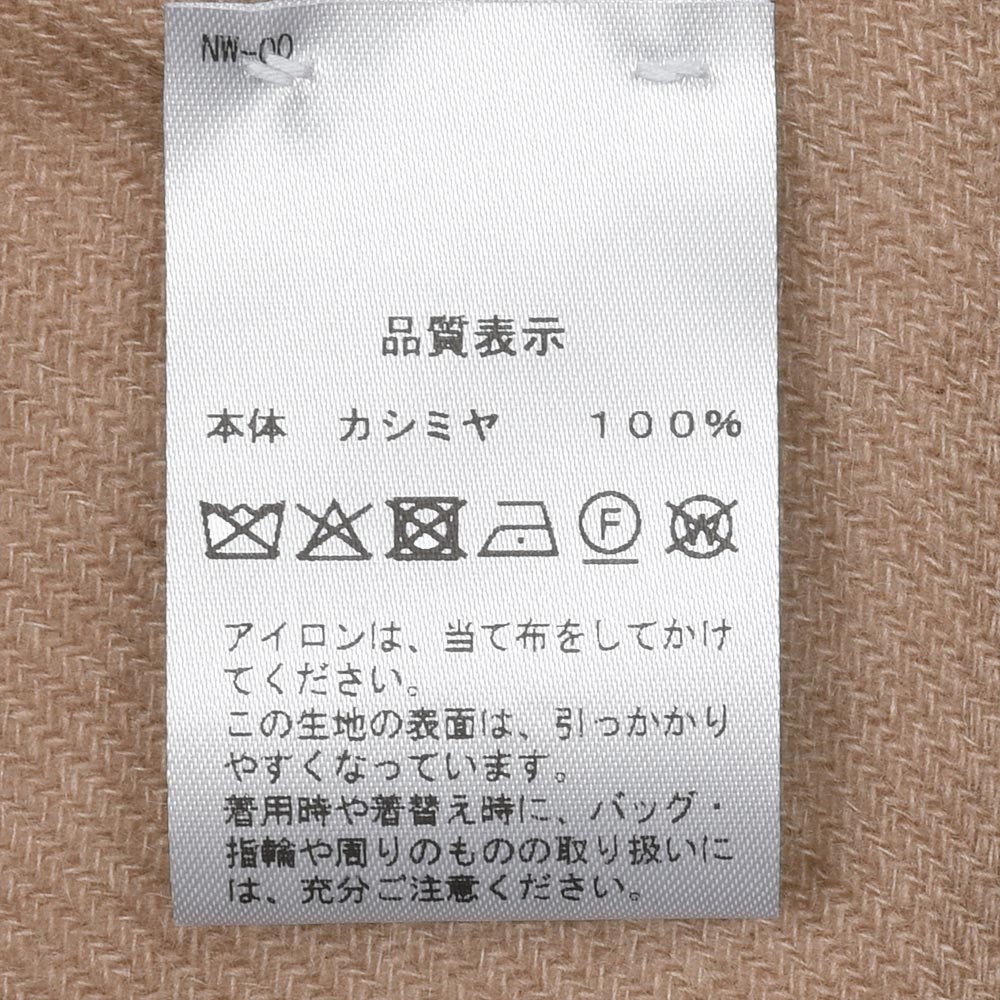 NW-00
品質表示
本体 カシミヤ 100%
F W
アイロンは、当て布をしてかけ
てください。
この生地の表面は、引っかかり
やすくなっています。
着用時や着替え時に、バッグ・
指輪や周りのものの取り扱いに
は、充分ご注意ください。